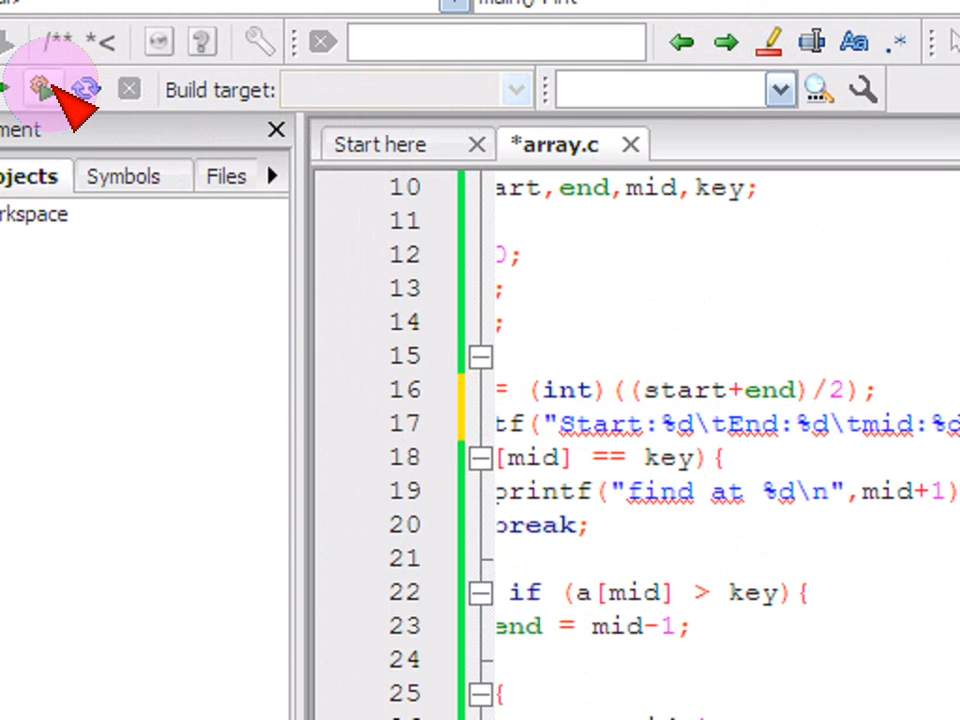 /** *<
.*
Build target:
ment
ojects Symbols Files
rkspace
Start here *array.c
10 art,end,mid,key;
11
12 0;
13 ;
14 ;
15
16 = (int)((start+end)/2);
17 tf("Start:%d\tEnd:%d\tmid:%d
18 [mid] == key){
19 printf("find at %d\n",mid+1)
20 break;
21
22 if (a[mid] > key){
23 end = mid-1;
24
25 {